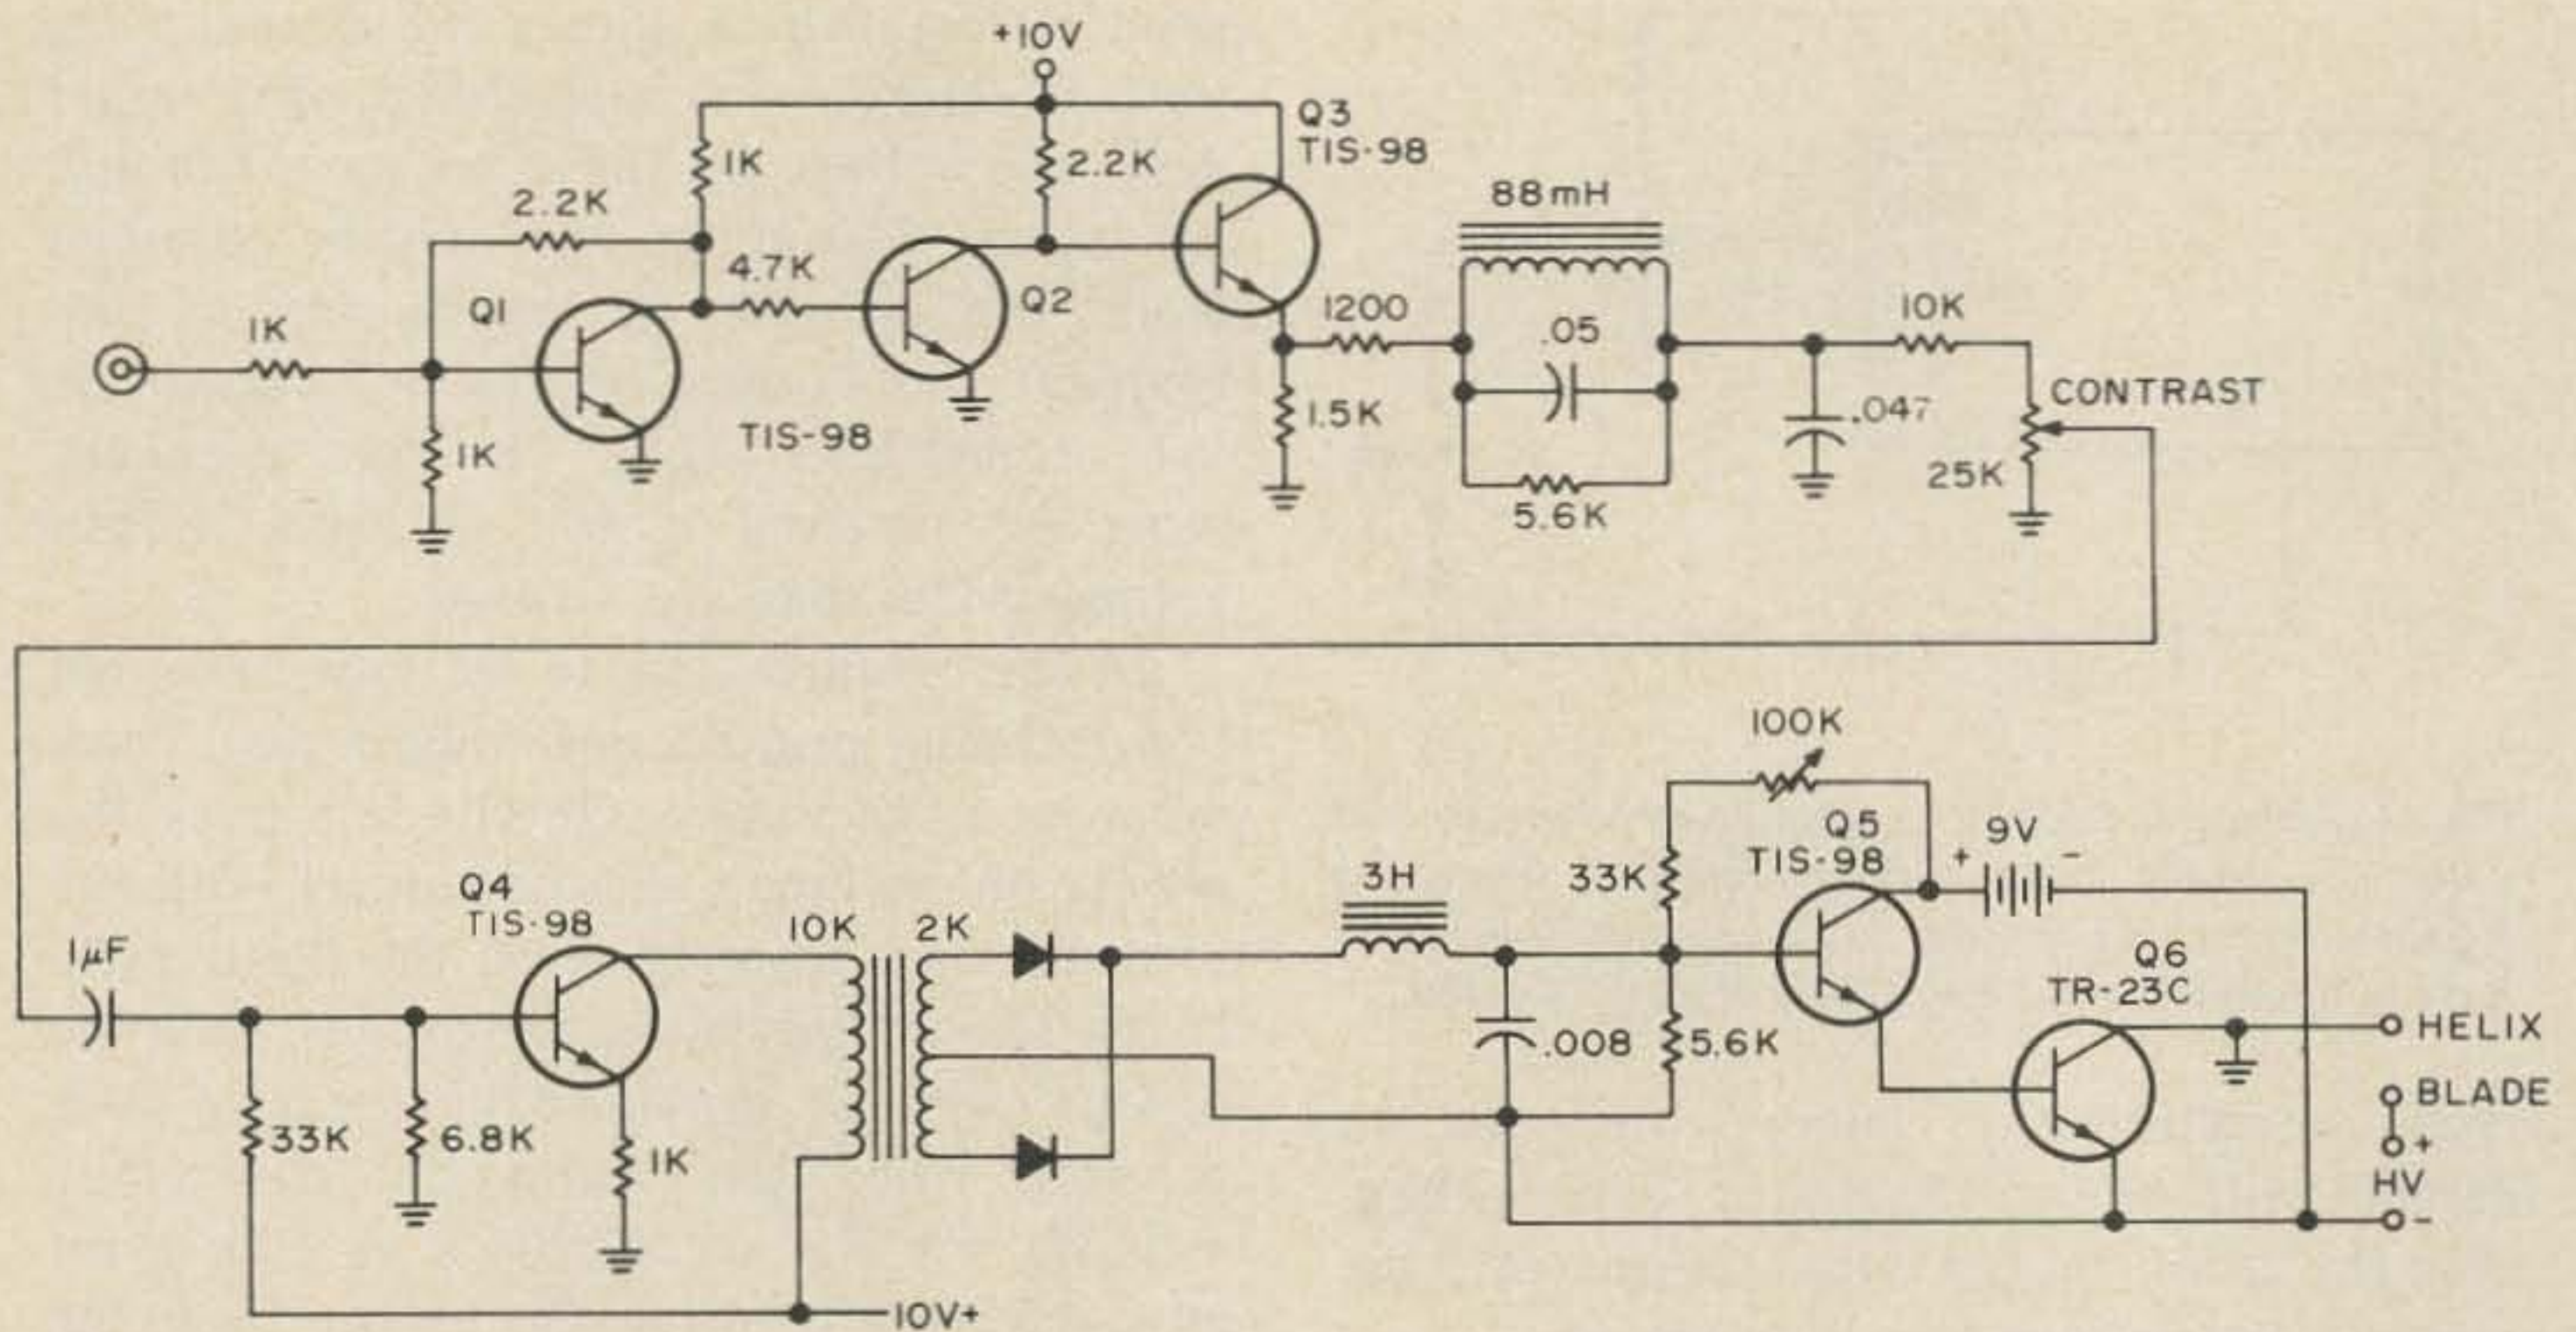 +10V
Q3
TIS-98
1K
2.2K
88mH
2.2K
4.7K
Q1
Q2
1200
10K
1K
.05
CONTRAST
1.5K
.047
TIS-98
1K
25K
5.6K
100K
Q5
9V
TIS-98
+
-
Q4
3H
33K
TIS-98
10K
2K
1µF
Q6
TR-23C
HELIX
.008
5.6K
BLADE
33K
6.8K
+
1K
HV
-
10V+